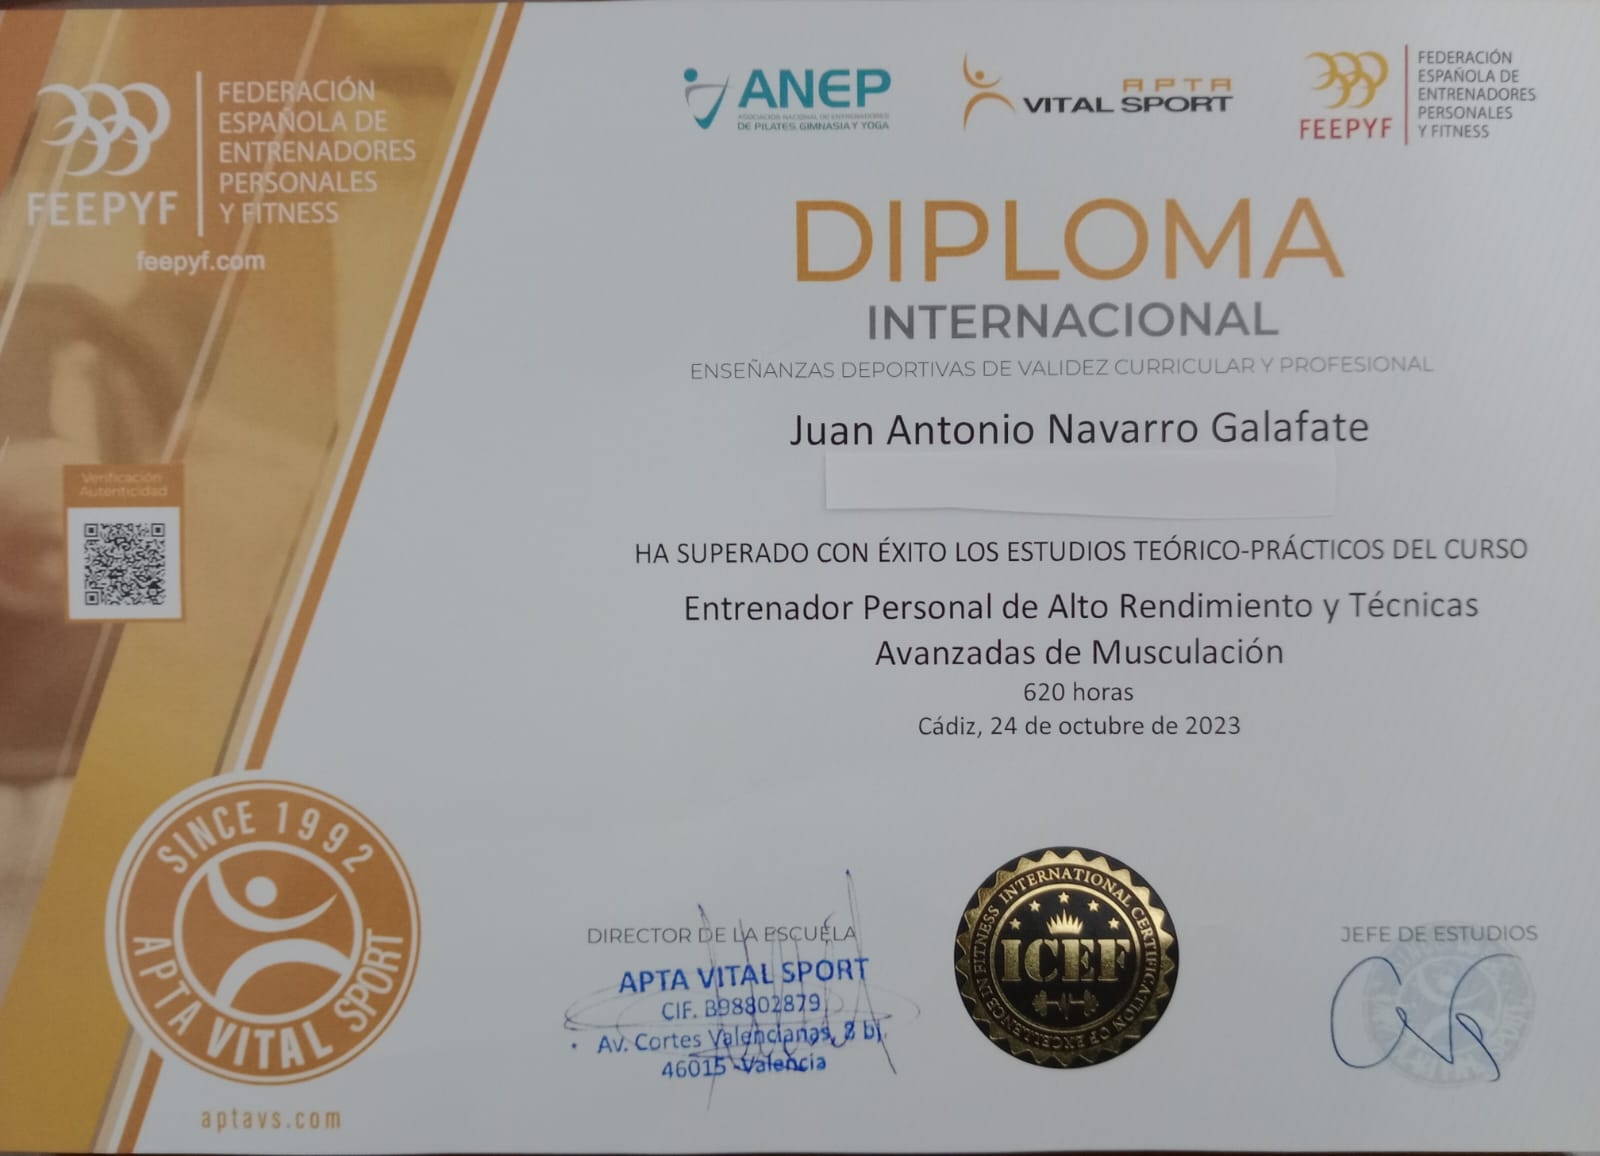 FEEPYF
FEDERACIÓN
ESPAÑOLA DE
ENTRENADORES
PERSONALES
Y FITNESS
feepyf.com
ANEP
ASOCIACIÓN NACIONAL DE ENTRENADORES
DE PILATES, GIMNASIA Y YOGA
APTA
VITAL SPORT
FEEPYF
FEDERACIÓN
ESPAÑOLA DE
ENTRENADORES
PERSONALES
Y FITNESS
DIPLOMA
INTERNACIONAL
ENSEÑANZAS DEPORTIVAS DE VALIDEZ CURRICULAR Y PROFESIONAL
Juan Antonio Navarro Galafate
Verificación
Autenticidad
HA SUPERADO CON ÉXITO LOS ESTUDIOS TEÓRICO-PRÁCTICOS DEL CURSO
Entrenador Personal de Alto Rendimiento y Técnicas
Avanzadas de Musculación
620 horas
Cádiz, 24 de octubre de 2023
SINCE 1992
APTA VITAL SPORT
aptavs.com
DIRECTOR DE LA ESCUELA
APTA VITAL SPORT
CIF. B98802879
Av. Cortes Valencianas, 8 bj
46015 -Valencia
FITNESS INTERNATIONAL CERTIFICATION OF EXCELLENCE IN
ICEF
JEFE DE ESTUDIOS